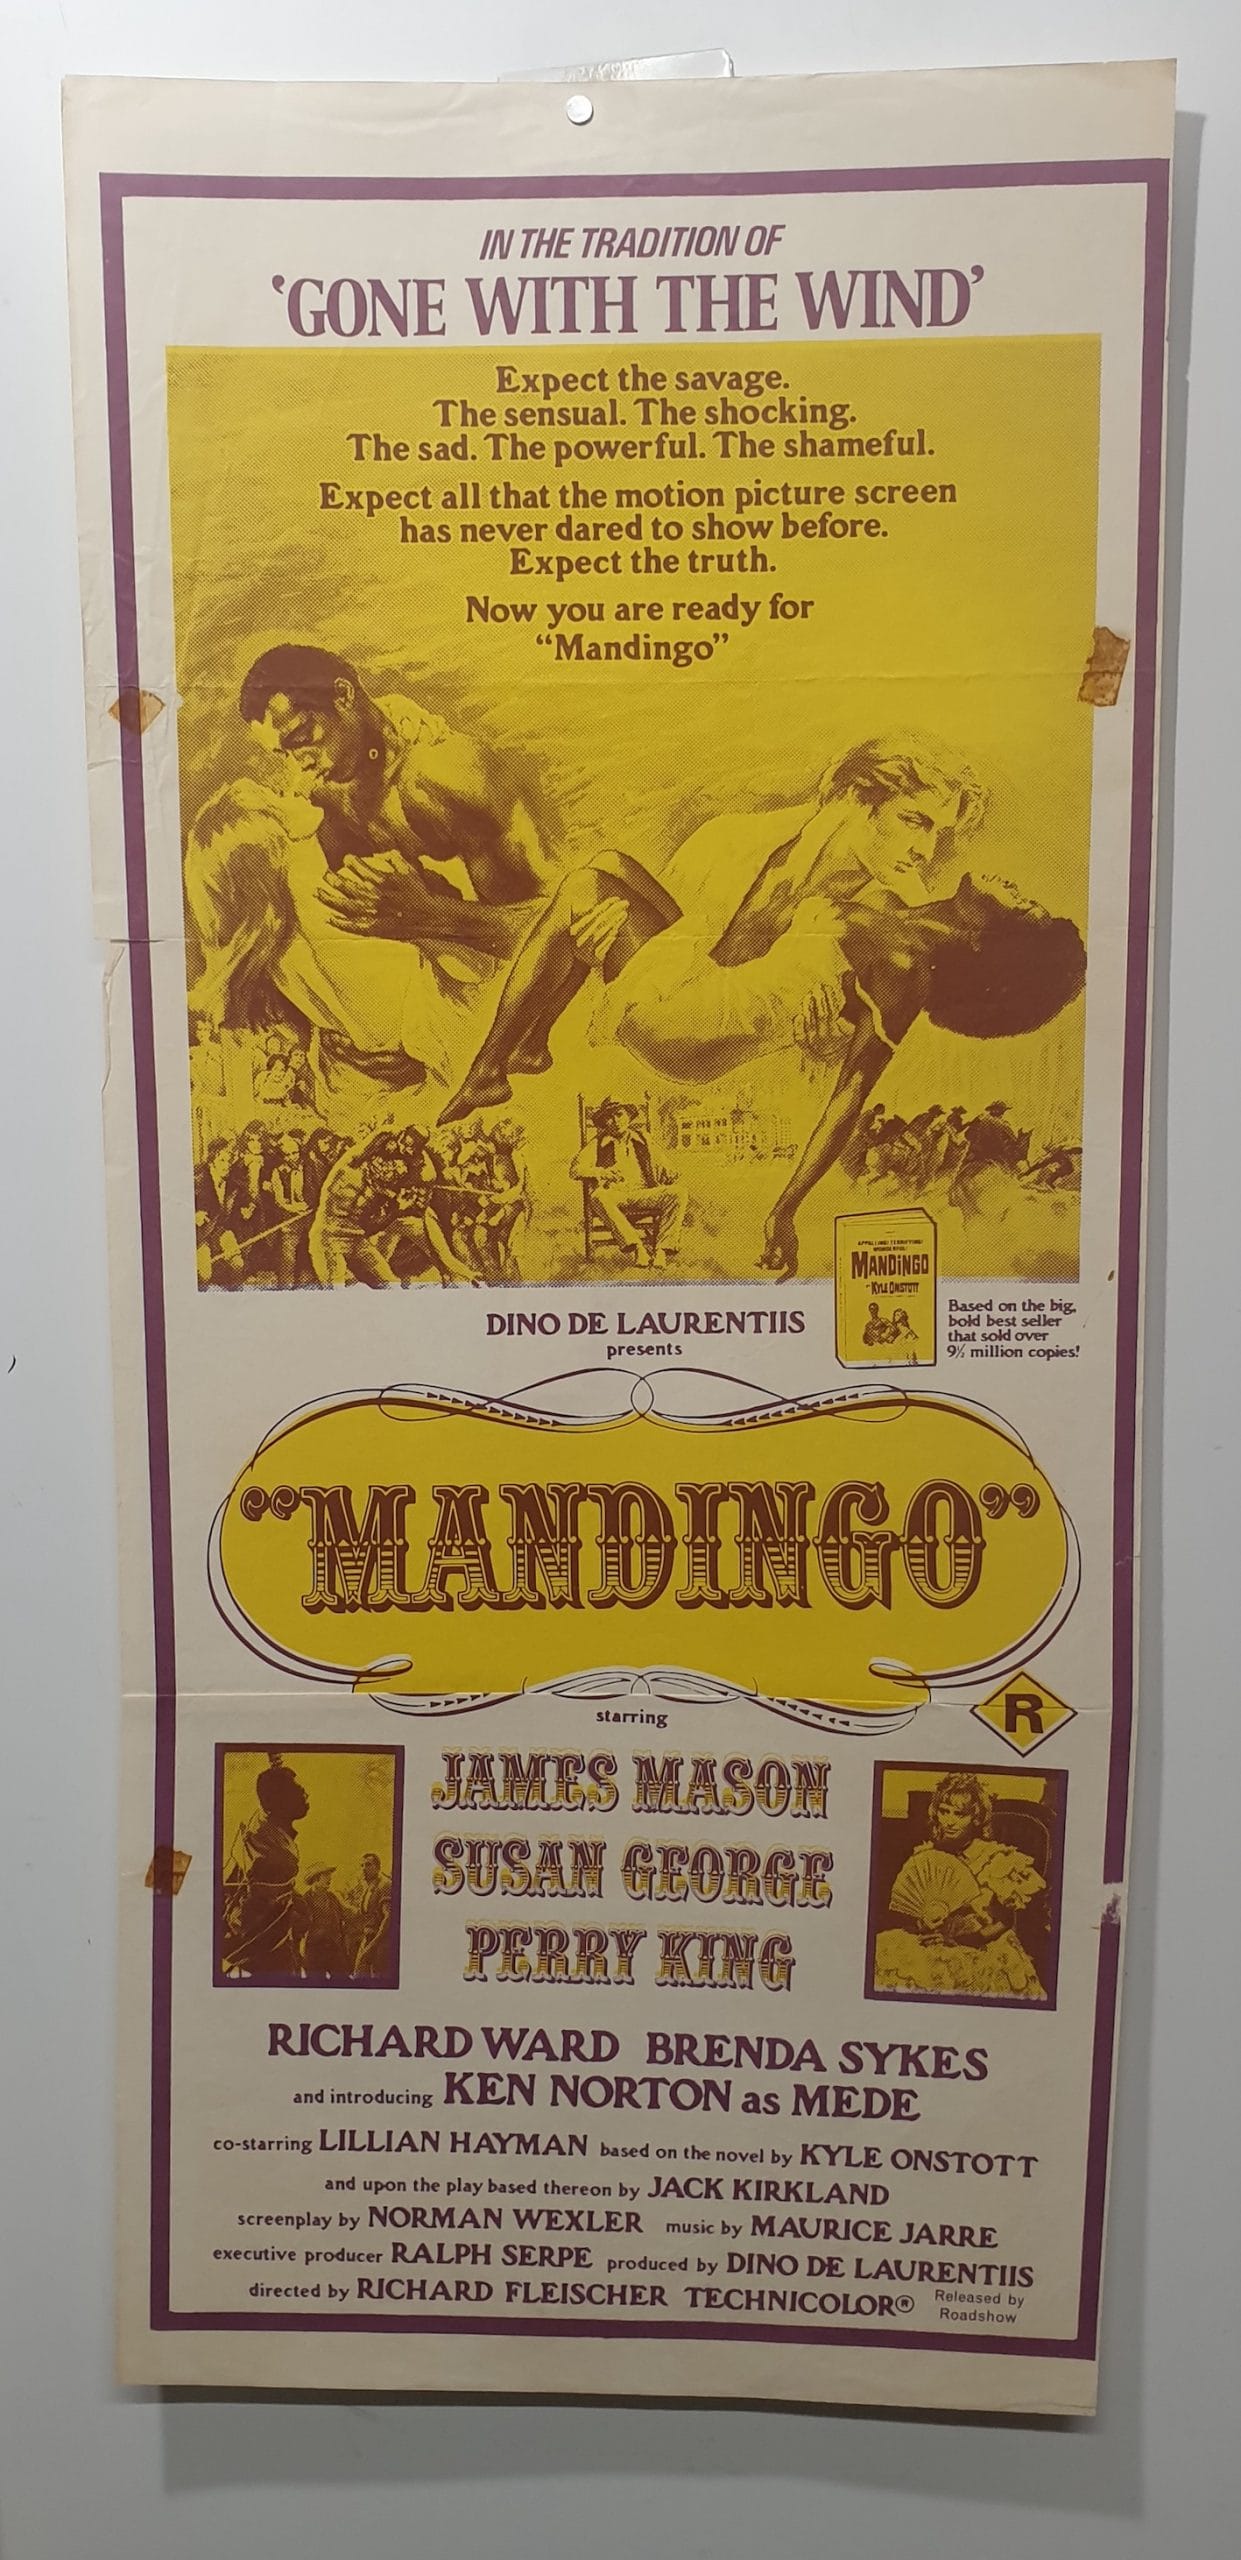 IN THE TRADITION OF
‘GONE WITH THE WIND’
Expect the savage.
The sensual. The shocking.
The sad. The powerful. The shameful.
Expect all that the motion picture screen
has never dared to show before.
Expect the truth.
Now you are ready for
“Mandingo”
APPALLING! TERRIFYING!
WONDERFUL!
MANDINGO
KYLE ONSTOTT
Based on the big,
bold best seller
that sold over
9½ million copies!
DINO DE LAURENTIIS
presents
“MANDINGO”
R
starring
JAMES MASON
SUSAN GEORGE
PERRY KING
RICHARD WARD BRENDA SYKES
and introducing KEN NORTON as MEDE
co-starring LILLIAN HAYMAN based on the novel by KYLE ONSTOTT
and upon the play based thereon by JACK KIRKLAND
screenplay by NORMAN WEXLER music by MAURICE JARRE
executive producer RALPH SERPE produced by DINO DE LAURENTIIS
directed by RICHARD FLEISCHER TECHNICOLOR®
Released by
Roadshow